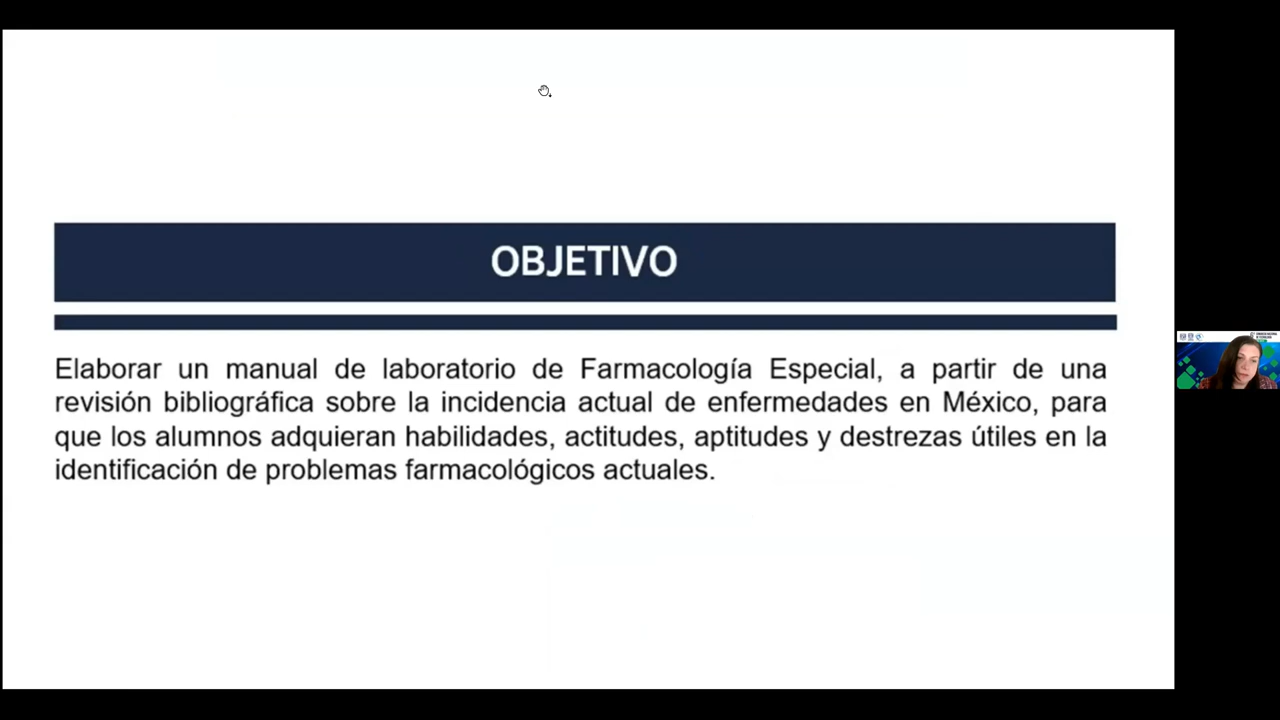 OBJETIVO
Elaborar un manual de laboratorio de Farmacología Especial, a partir de una
revisión bibliográfica sobre la incidencia actual de enfermedades en México, para
que los alumnos adquieran habilidades, actitudes, aptitudes y destrezas útiles en la
identificación de problemas farmacológicos actuales.